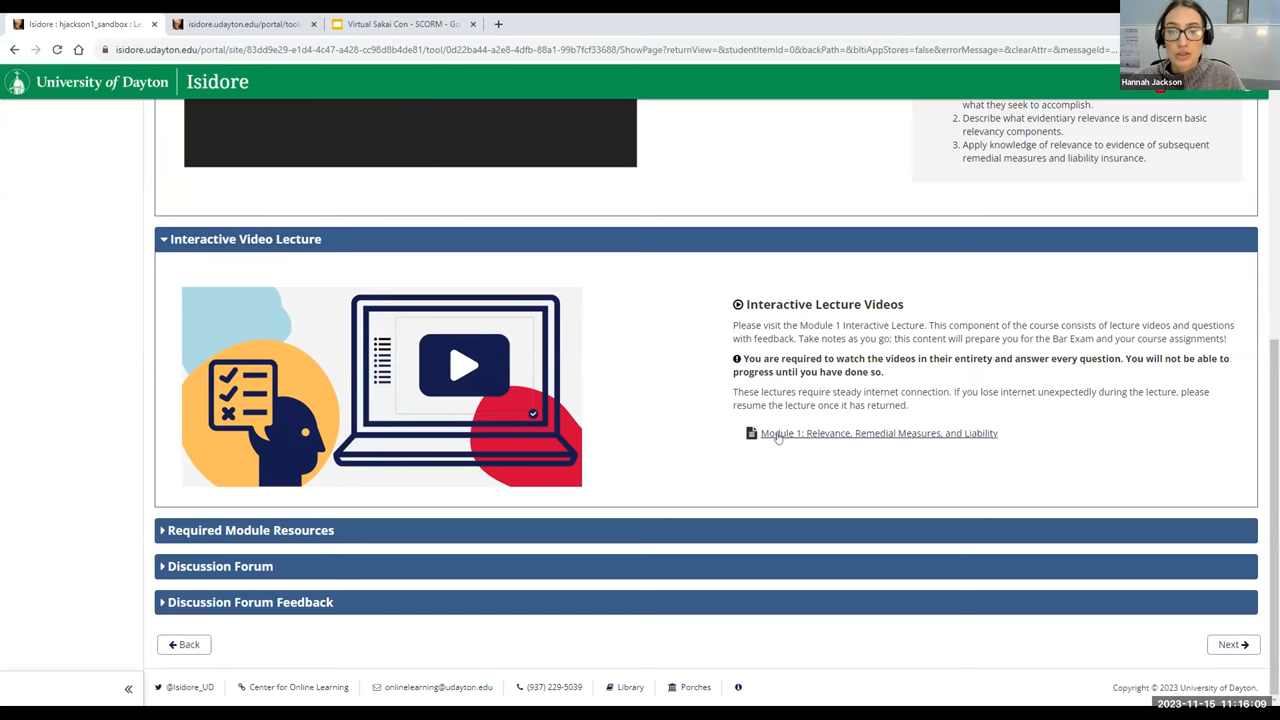 Isidore : hjackson1_sandbox : Le
isidore.udayton.edu/portal/tool
Virtual Sakai Con - SCORM - Go
isidore.udayton.edu/portal/site/83dd9e29-e1d4-4c47-a428-cc98d8b4de81/tool/0d22ba44-a2e8-4dfb-88a1-99b7fcf33688/ShowPage?returnView=&studentItemId=0&backPath=&bltiAppStores=false&errorMessage=&clearAttr=&messageId=...
Hannah Jackson
University of Dayton
Isidore
what they seek to accomplish.
2. Describe what evidentiary relevance is and discern basic
relevancy components.
3. Apply knowledge of relevance to evidence of subsequent
remedial measures and liability insurance.
Interactive Video Lecture
Interactive Lecture Videos
Please visit the Module 1 Interactive Lecture. This component of the course consists of lecture videos and questions
with feedback. Take notes as you go; this content will prepare you for the Bar Exam and your course assignments!
You are required to watch the videos in their entirety and answer every question. You will not be able to
progress until you have done so.
These lectures require steady internet connection. If you lose internet unexpectedly during the lecture, please
resume the lecture once it has returned.
Module 1: Relevance, Remedial Measures, and Liability
Required Module Resources
Discussion Forum
Discussion Forum Feedback
Back
Next
@Isidore_UD
Center for Online Learning
onlinelearning@udayton.edu
(937) 229-5039
Library
Porches
Copyright © 2023 University of Dayton.
2023-11-15 11:16:09